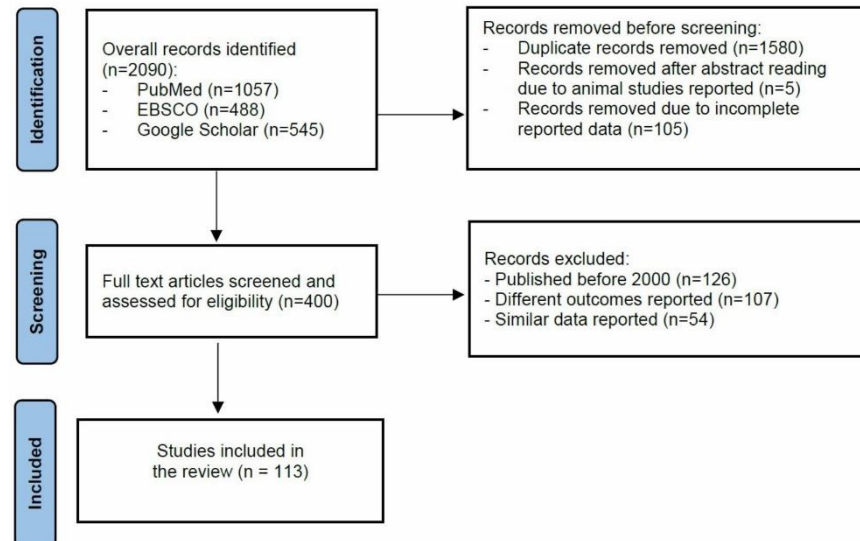 Identification
Overall records identified
(n=2090):
- PubMed (n=1057)
- EBSCO (n=488)
- Google Scholar (n=545)
Records removed before screening:
- Duplicate records removed (n=1580)
- Records removed after abstract reading
due to animal studies reported (n=5)
- Records removed due to incomplete
reported data (n=105)
Screening
Full text articles screened and
assessed for eligibility (n=400)
Records excluded:
- Published before 2000 (n=126)
- Different outcomes reported (n=107)
- Similar data reported (n=54)
Included
Studies included in
the review (n = 113)